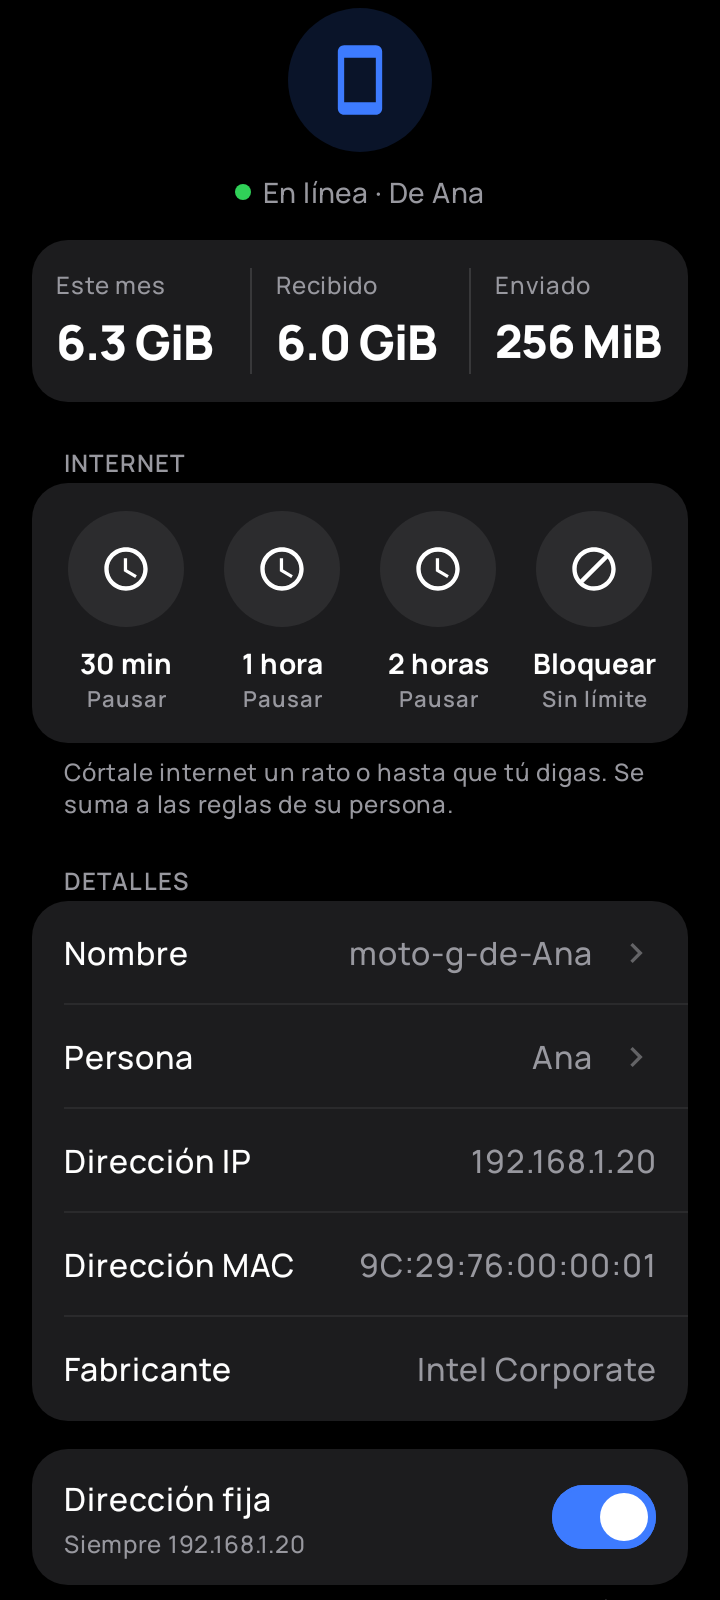 En línea · De Ana
Este mes
Recibido
Enviado
6.3 GiB
6.0 GiB
256 MiB
INTERNET
30 min
1 hora
2 horas
Bloquear
Pausar
Pausar
Pausar
Sin límite
Córtale internet un rato o hasta que tú digas. Se
suma a las reglas de su persona.
DETALLES
Nombre moto-g-de-Ana
Persona Ana
Dirección IP 192.168.1.20
Dirección MAC 9C:29:76:00:00:01
Fabricante Intel Corporate
Dirección fija
Siempre 192.168.1.20